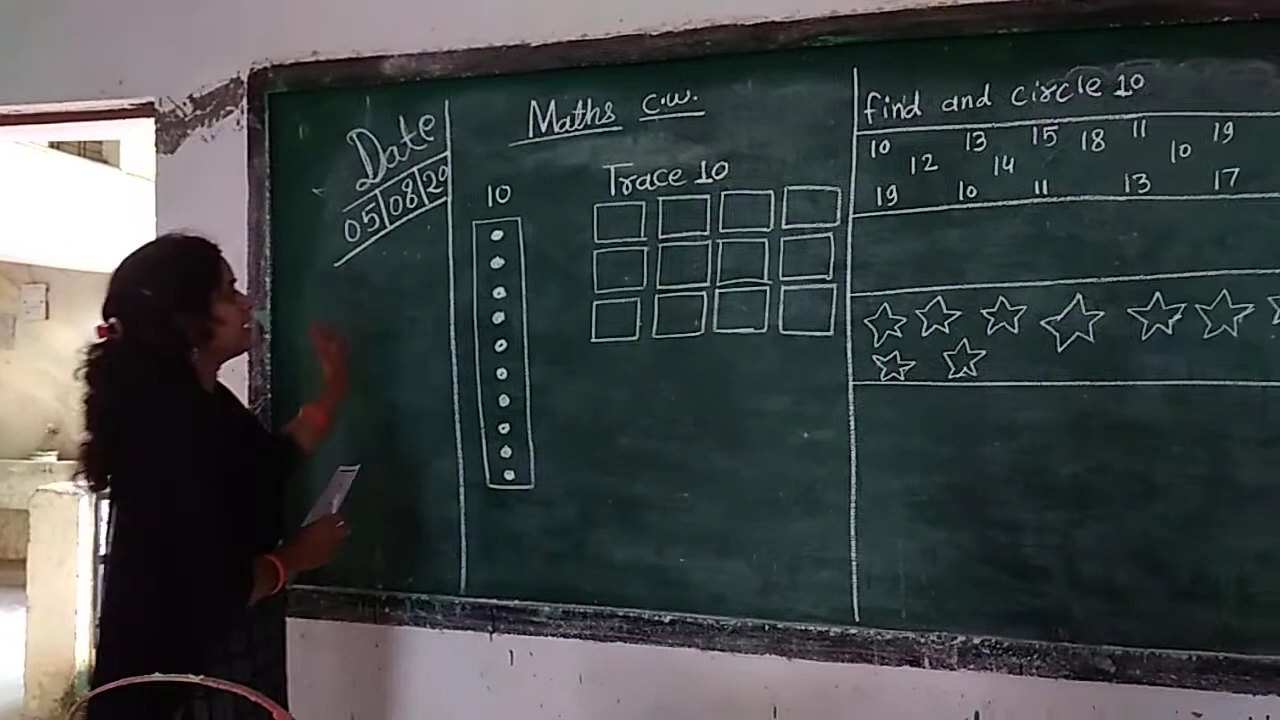 Date
05/08/20
Maths c.w.
10
Trace 10
find and circle 10
10 13 15 18 11 19
12 14 10
19 10 11 13 17